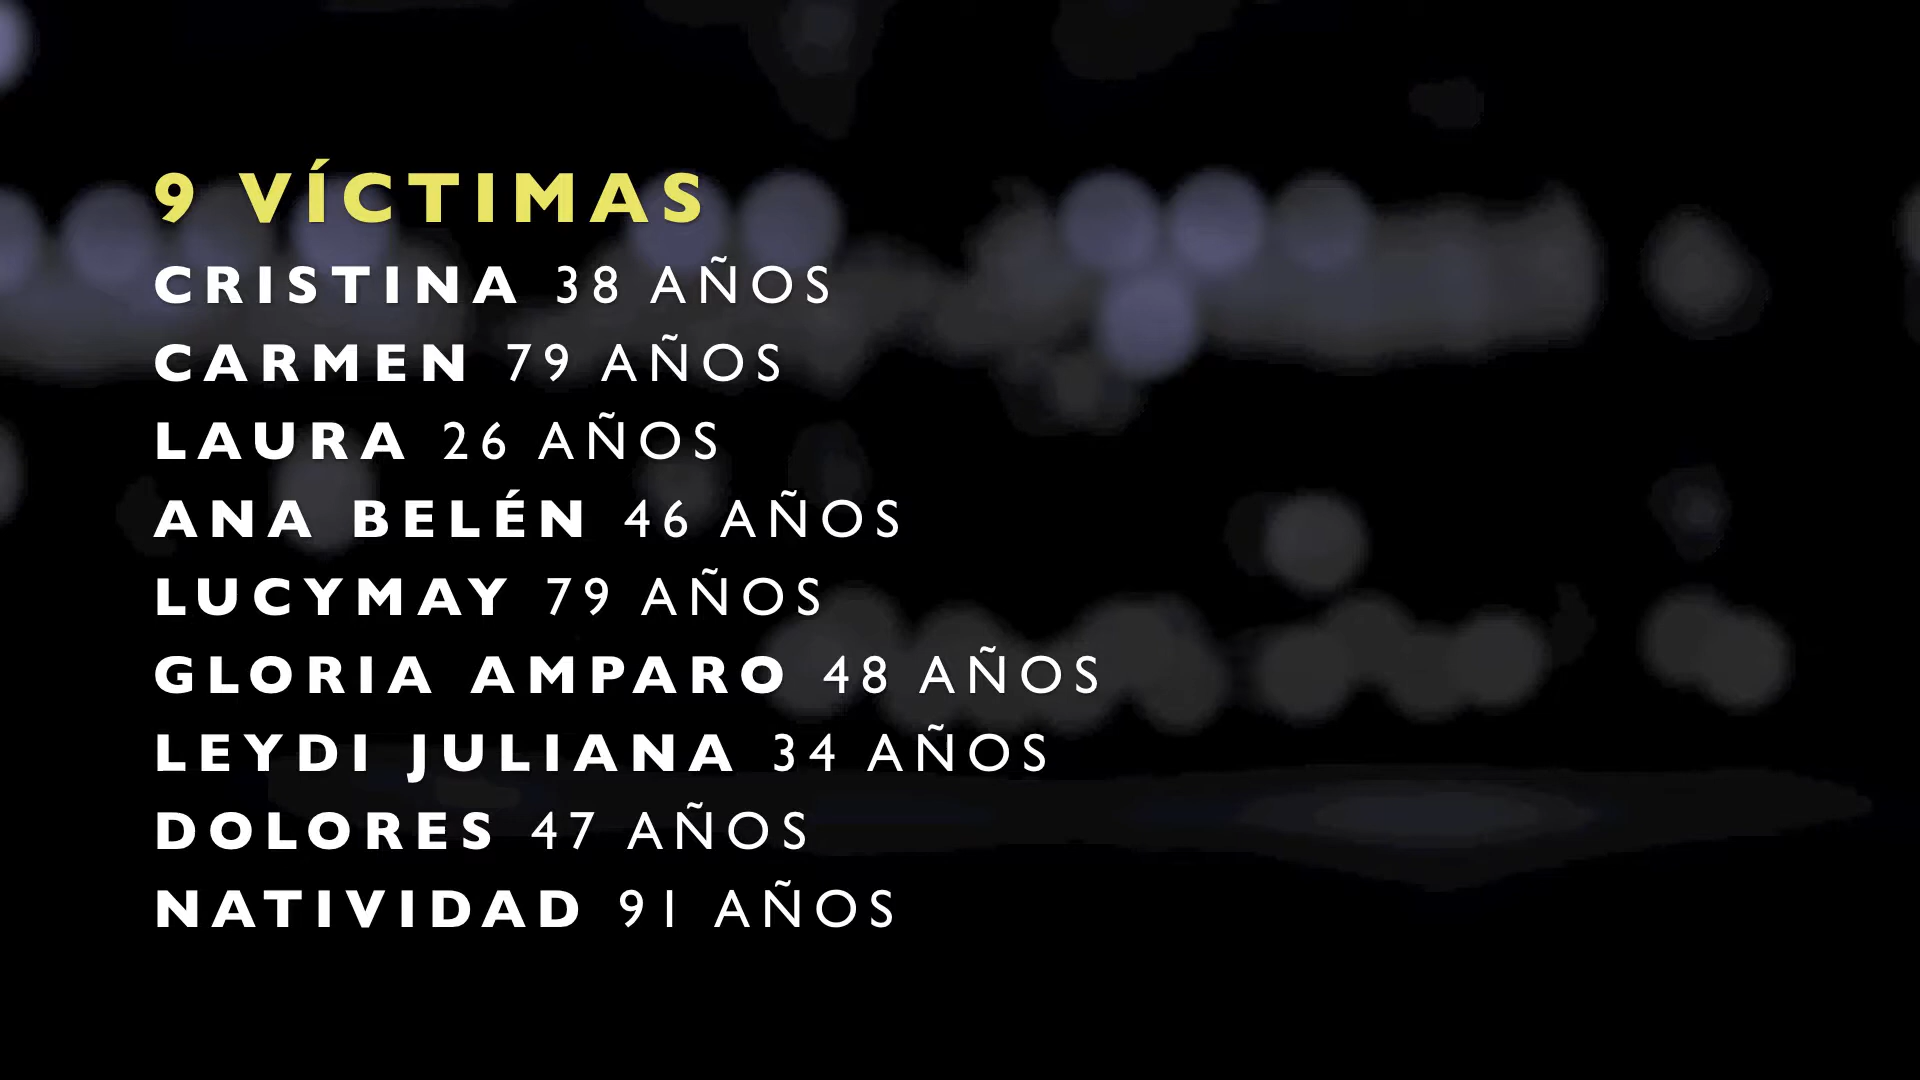 9 VÍCTIMAS
CRISTINA 38 AÑOS
CARMEN 79 AÑOS
LAURA 26 AÑOS
ANA BELÉN 46 AÑOS
LUCYMAY 79 AÑOS
GLORIA AMPARO 48 AÑOS
LEYDI JULIANA 34 AÑOS
DOLORES 47 AÑOS
NATIVIDAD 91 AÑOS